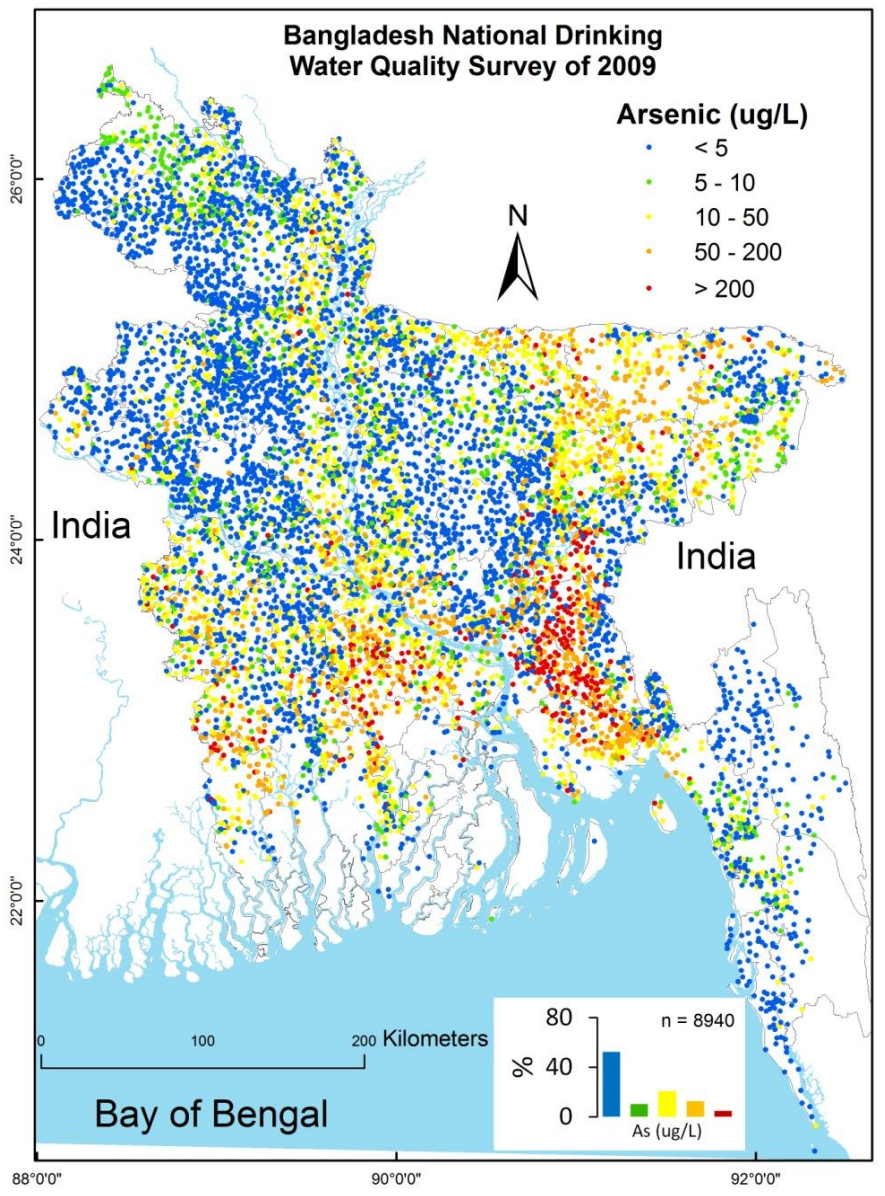 Bangladesh National Drinking
Water Quality Survey of 2009
Arsenic (ug/L)
< 5
5 - 10
10 - 50
50 - 200
> 200
N
26°0'0"
24°0'0"
22°0'0"
India
India
0 100 200 Kilometers
Bay of Bengal
80
40
0
%
n = 8940
As (ug/L)
88°0'0" 90°0'0" 92°0'0"